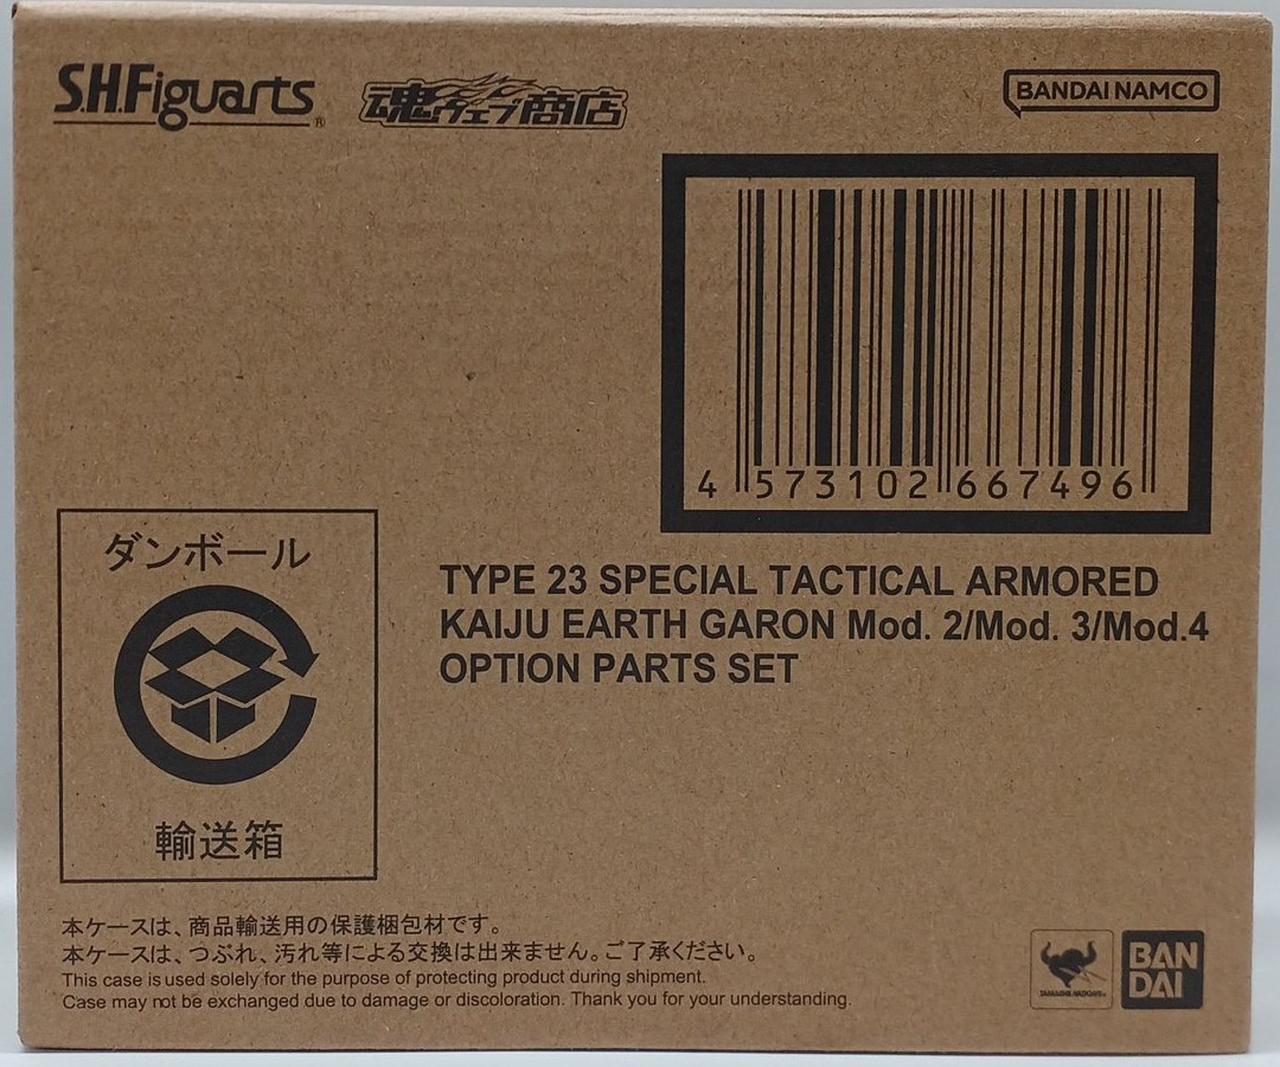 S.H.Figuarts®
魂ウェブ商店
BANDAI NAMCO
4 573102 667496
ダンボール
輸送箱
TYPE 23 SPECIAL TACTICAL ARMORED
KAIJU EARTH GARON Mod. 2/Mod. 3/Mod.4
OPTION PARTS SET
本ケースは、商品輸送用の保護梱包材です。
本ケースは、つぶれ、汚れ等による交換は出来ません。ご了承ください。
This case is used solely for the purpose of protecting product during shipment.
Case may not be exchanged due to damage or discoloration. Thank you for your understanding.
TAMASHII NATIONS
BAN
DAI